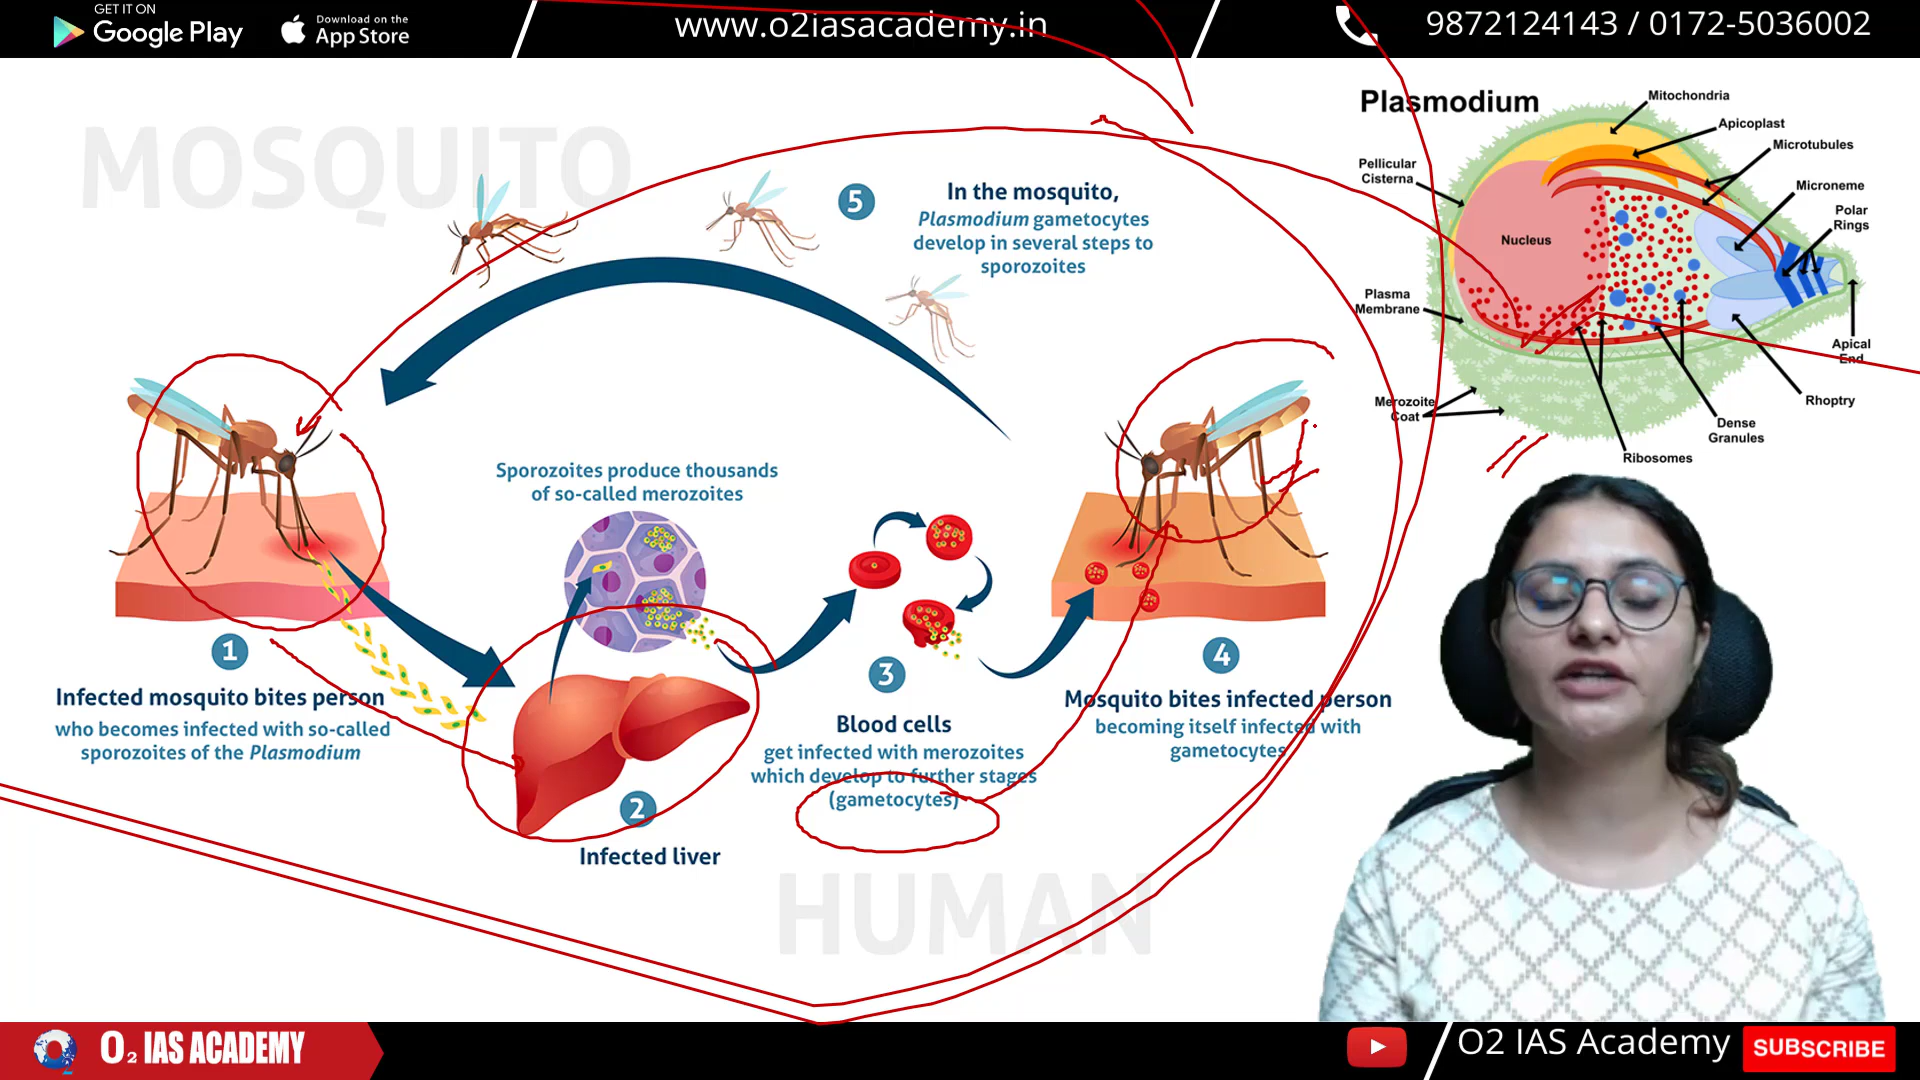 GET IT ON
Google Play
Download on the
App Store
www.o2iasacademy.in
9872124143 / 0172-5036002
MOSQUITO
5
In the mosquito,
Plasmodium gametocytes
develop in several steps to
sporozoites
Plasmodium
Mitochondria
Apicoplast
Microtubules
Pellicular
Cisterna
Microneme
Polar
Rings
Nucleus
Plasma
Membrane
Apical
End
Merozoite
Coat
Rhoptry
Dense
Granules
Ribosomes
Sporozoites produce thousands
of so-called merozoites
1
Infected mosquito bites person
who becomes infected with so-called
sporozoites of the Plasmodium
2
Infected liver
3
Blood cells
get infected with merozoites
which develop to further stages
(gametocytes)
4
Mosquito bites infected person
becoming itself infected with
gametocytes
HUMAN
O2 IAS ACADEMY
O2 IAS Academy
SUBSCRIBE